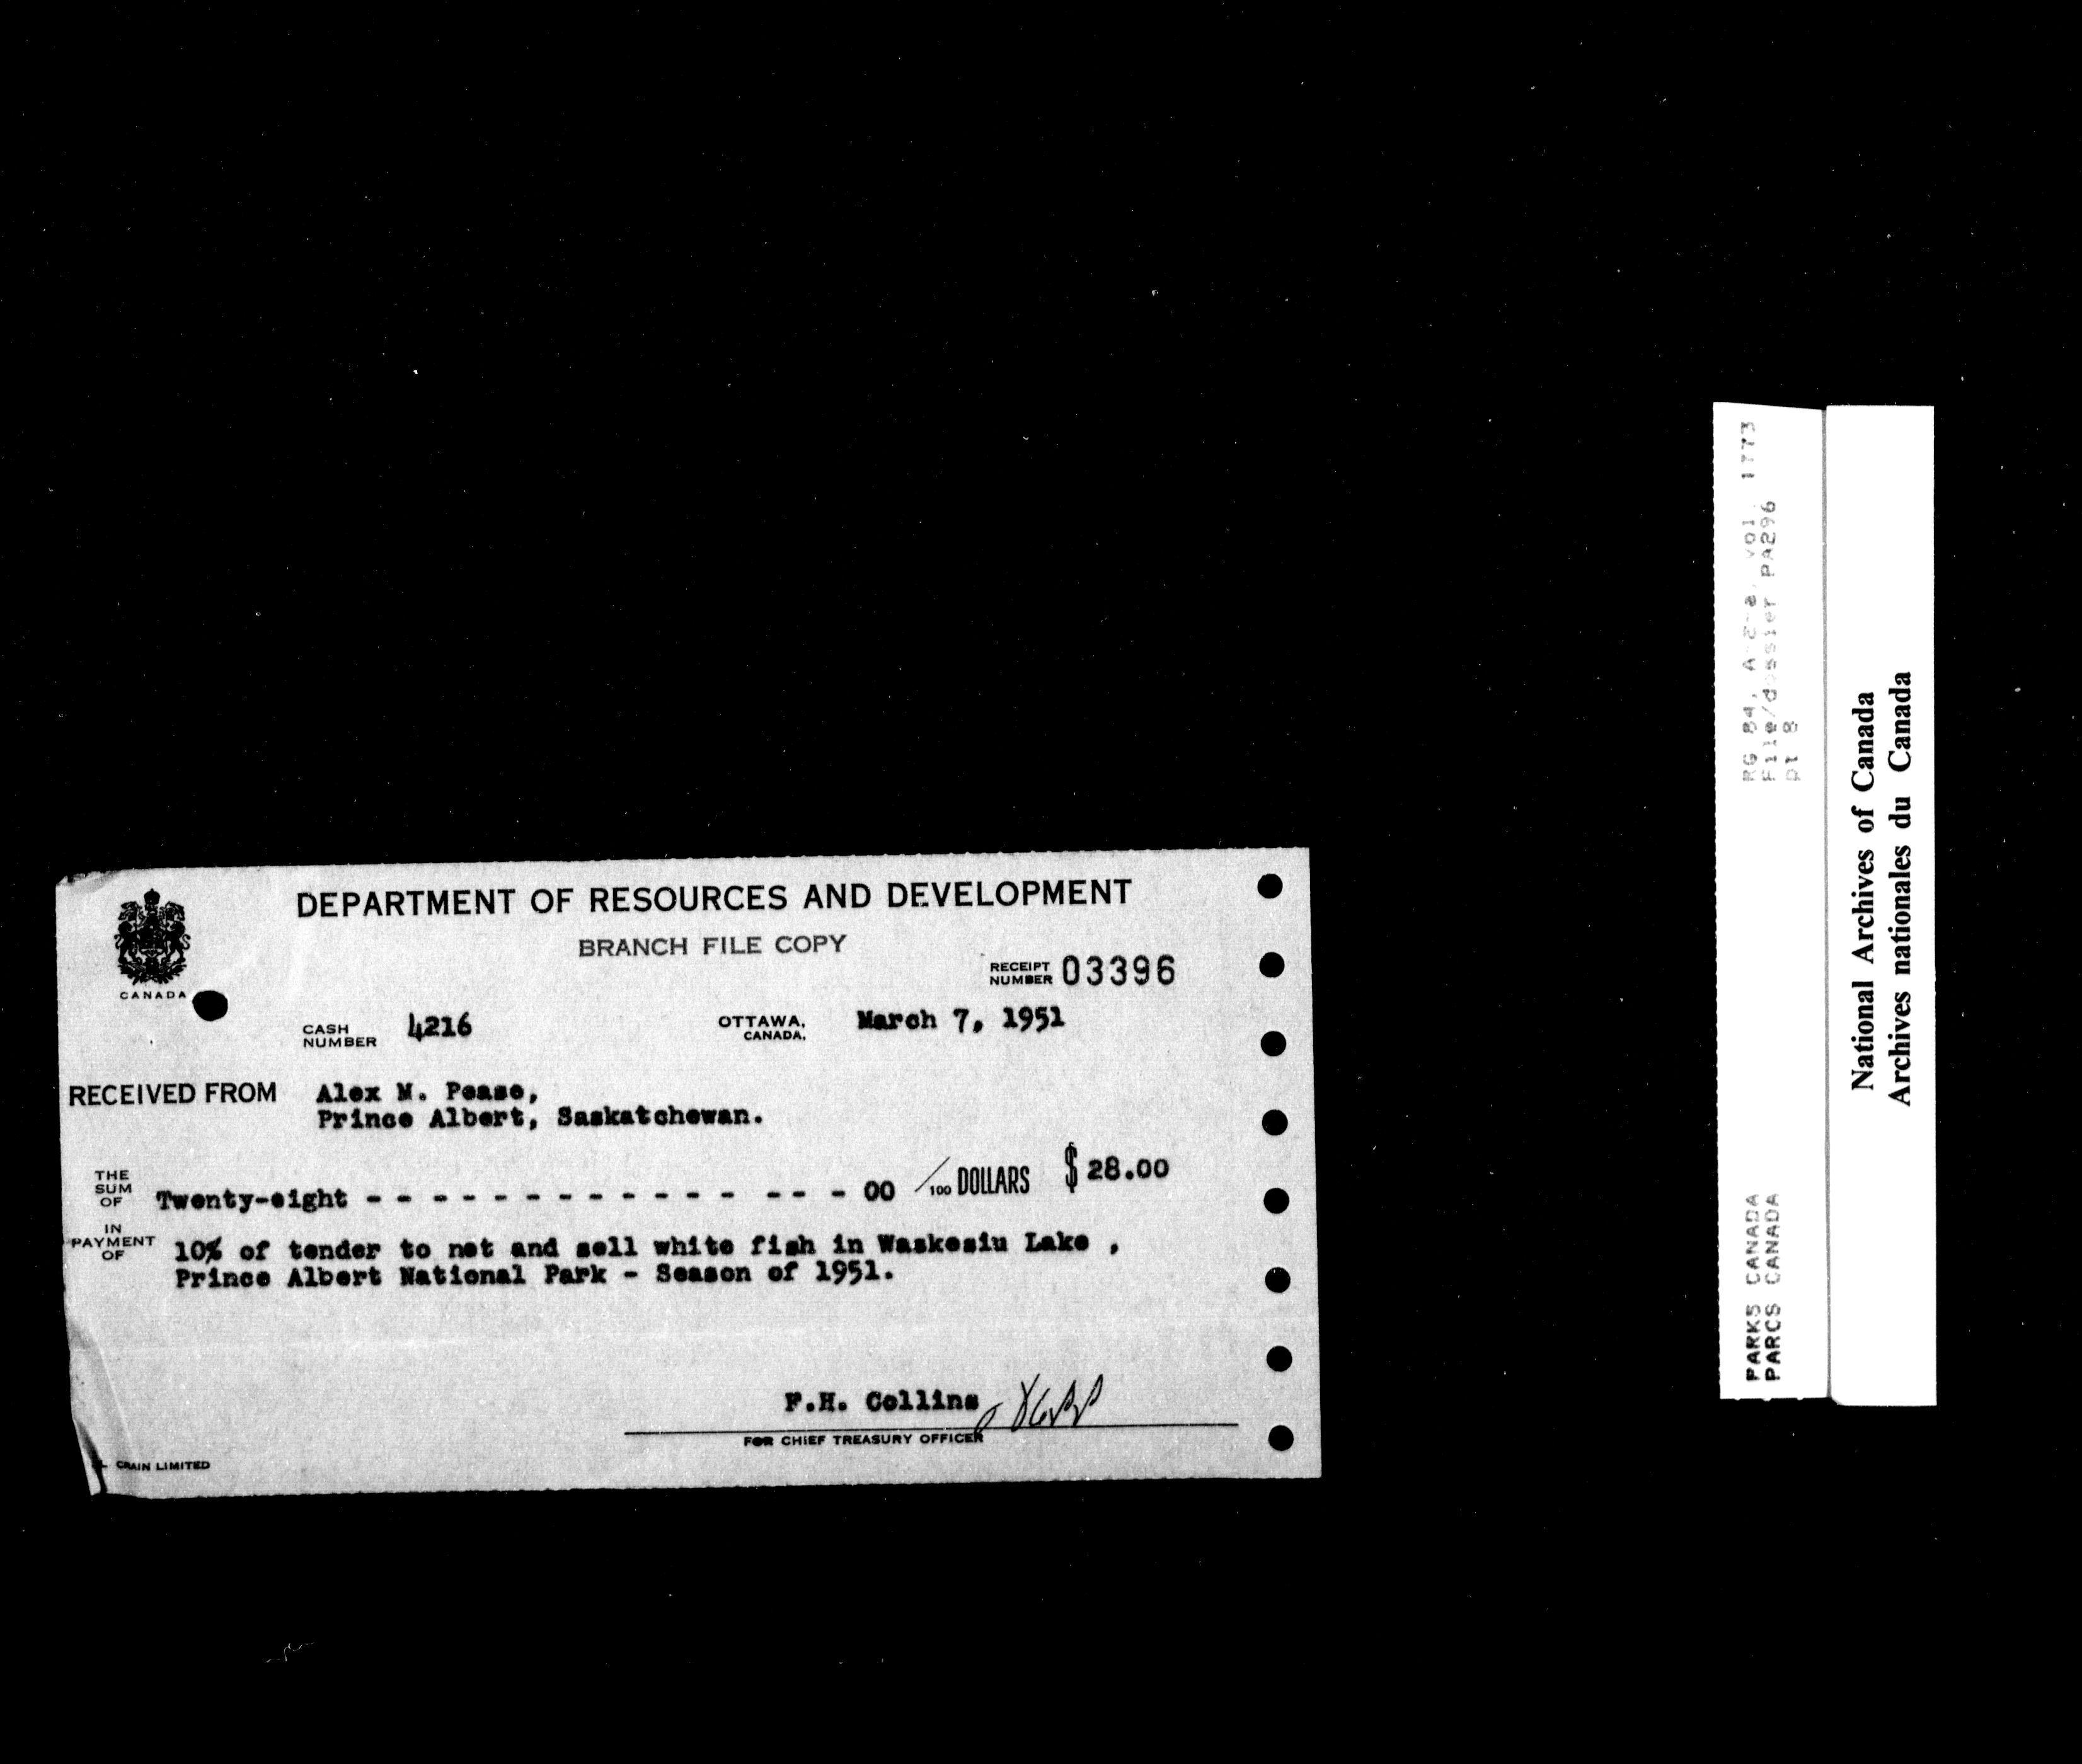 DEPARTMENT OF RESOURCES AND DEVELOPMENT
BRANCH FILE COPY
RECEIPT NUMBER 03396
CANADA
CASH NUMBER 4216 OTTAWA, CANADA. March 7, 1951
RECEIVED FROM Alex M. Pease,
Prince Albert, Saskatchewan.
THE SUM OF Twenty-eight - - - - - - - - - - - - - - - - 00 /100 DOLLARS $ 28.00
IN PAYMENT OF 10% of tender to net and sell white fish in Waskesiu Lake ,
Prince Albert National Park - Season of 1951.
F.H. Collins
FOR CHIEF TREASURY OFFICER
CRAIN LIMITED
RG 84, A-2-a, vol. 1773
File/dossier PA296
pt 8
PARKS CANADA
PARCS CANADA
National Archives of Canada
Archives nationales du Canada